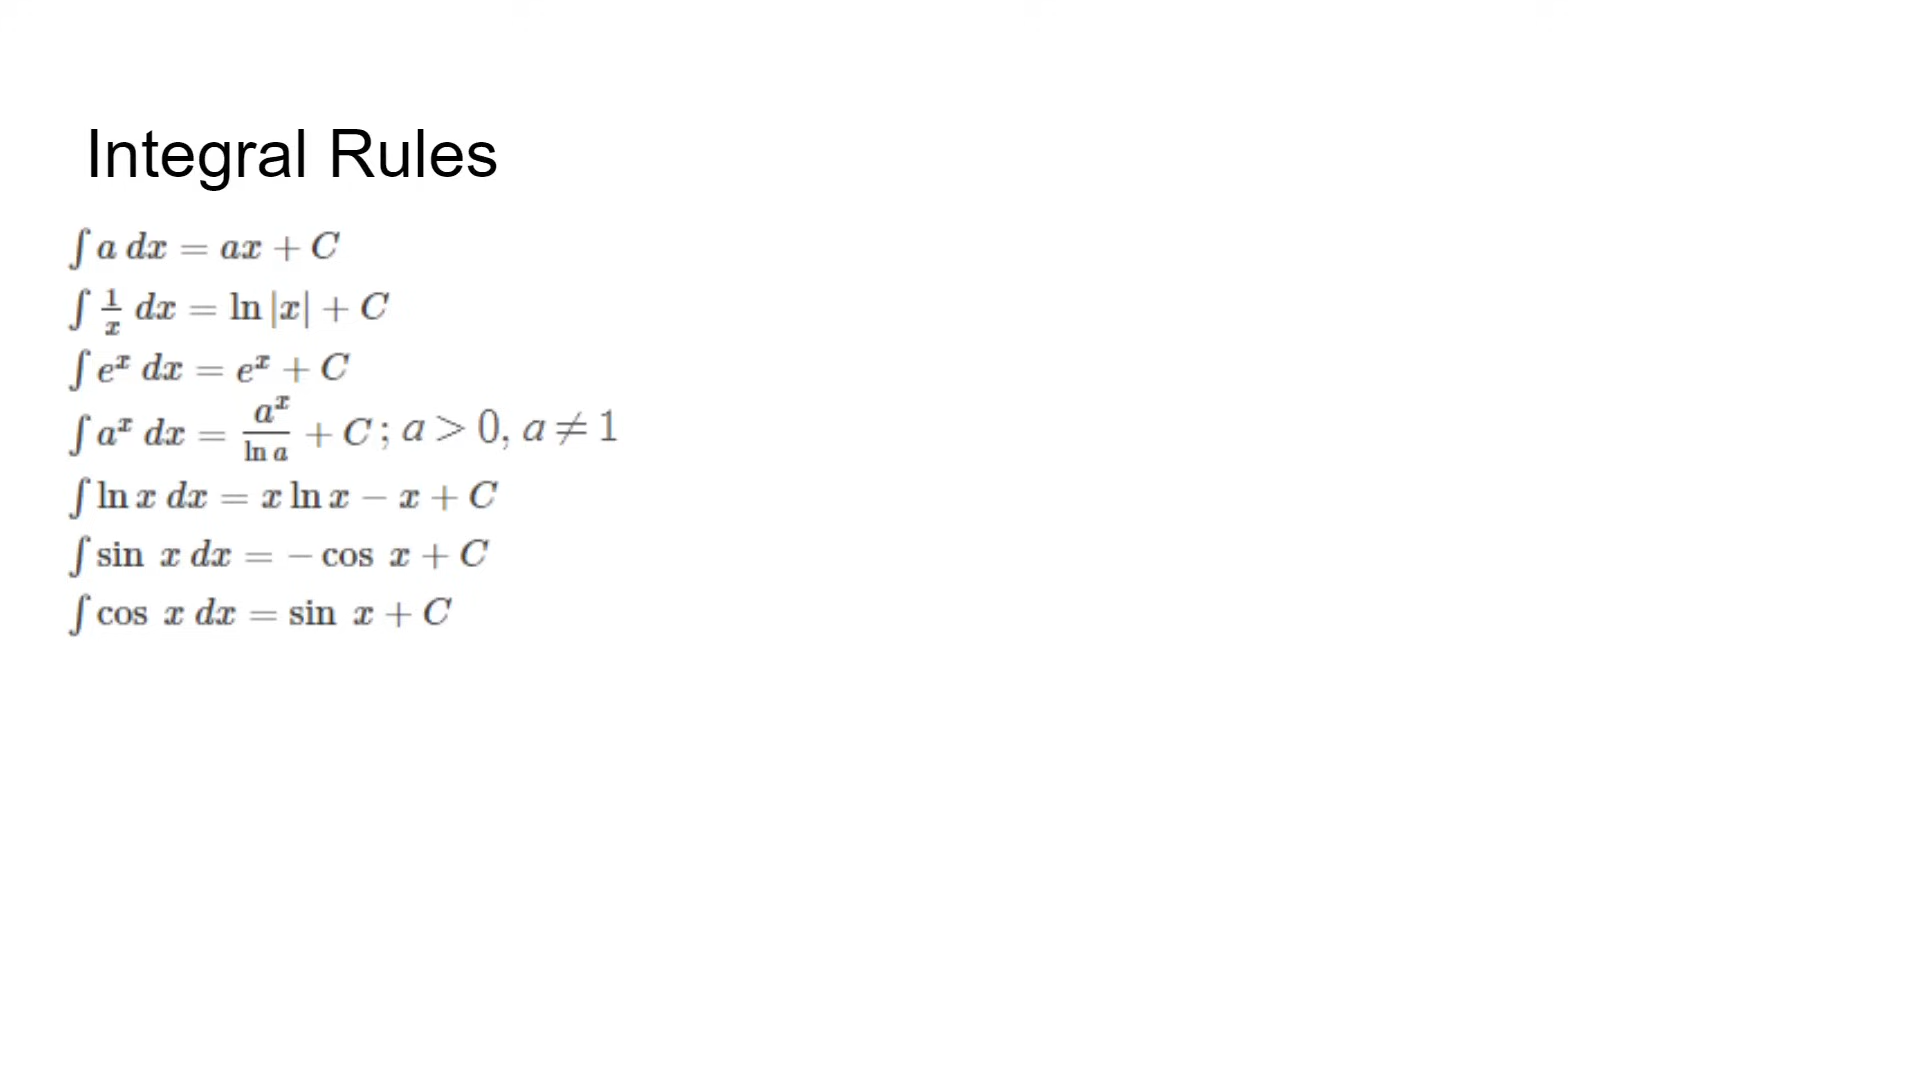 Integral Rules
∫ a dx = ax + C
∫ 1/x dx = ln |x| + C
∫ eˣ dx = eˣ + C
∫ aˣ dx = aˣ/ln a + C ; a > 0, a ≠ 1
∫ ln x dx = x ln x − x + C
∫ sin x dx = − cos x + C
∫ cos x dx = sin x + C